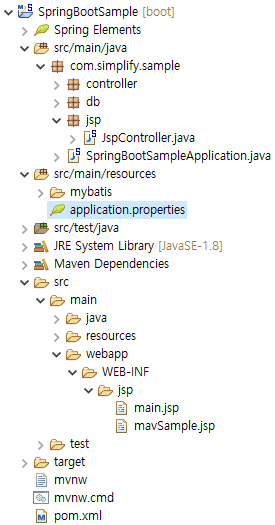 SpringBootSample [boot]
Spring Elements
src/main/java
com.simplify.sample
controller
db
jsp
JspController.java
SpringBootSampleApplication.java
src/main/resources
mybatis
application.properties
src/test/java
JRE System Library [JavaSE-1.8]
Maven Dependencies
src
main
java
resources
webapp
WEB-INF
jsp
main.jsp
mavSample.jsp
test
target
mvnw
mvnw.cmd
pom.xml